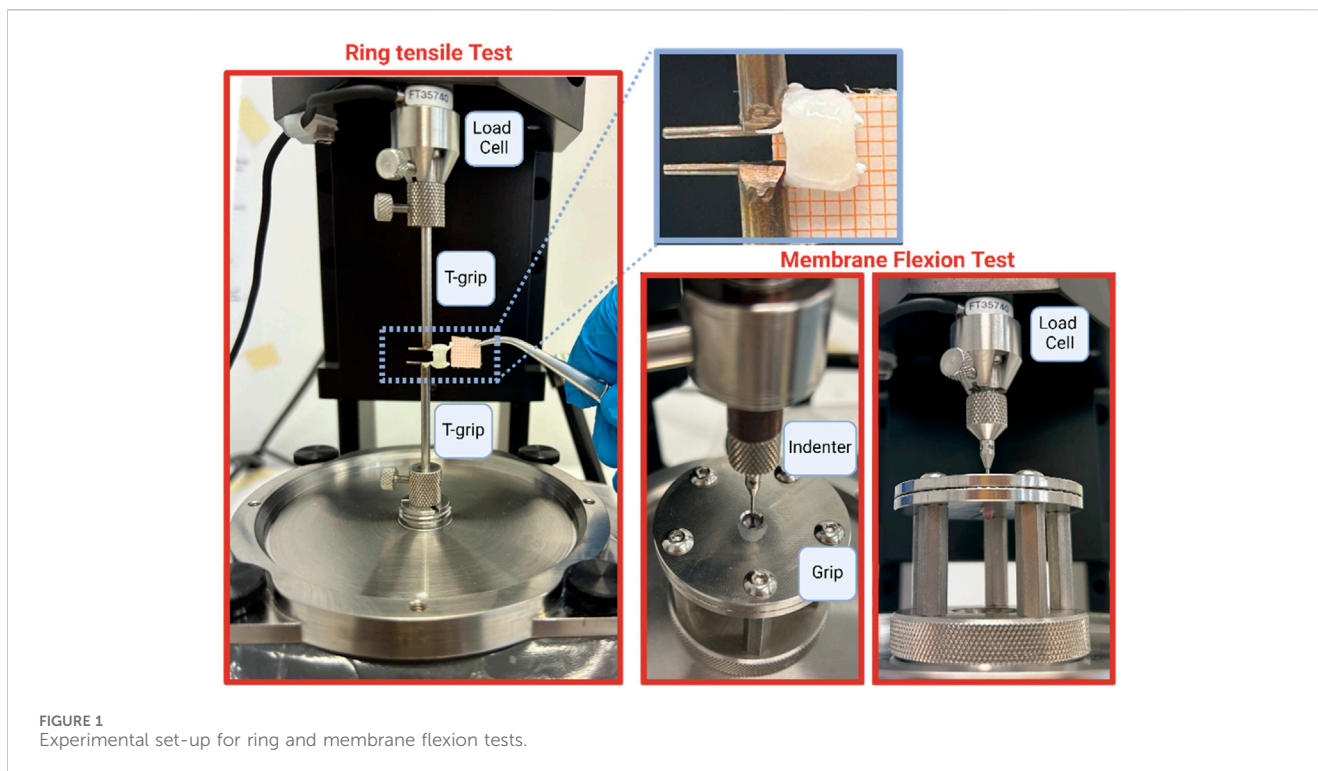 Ring tensile Test
FT35740
Load
Cell
T-grip
T-grip
Membrane Flexion Test
Indenter
Grip
FT35740
Load
Cell
FIGURE 1
Experimental set-up for ring and membrane flexion tests.